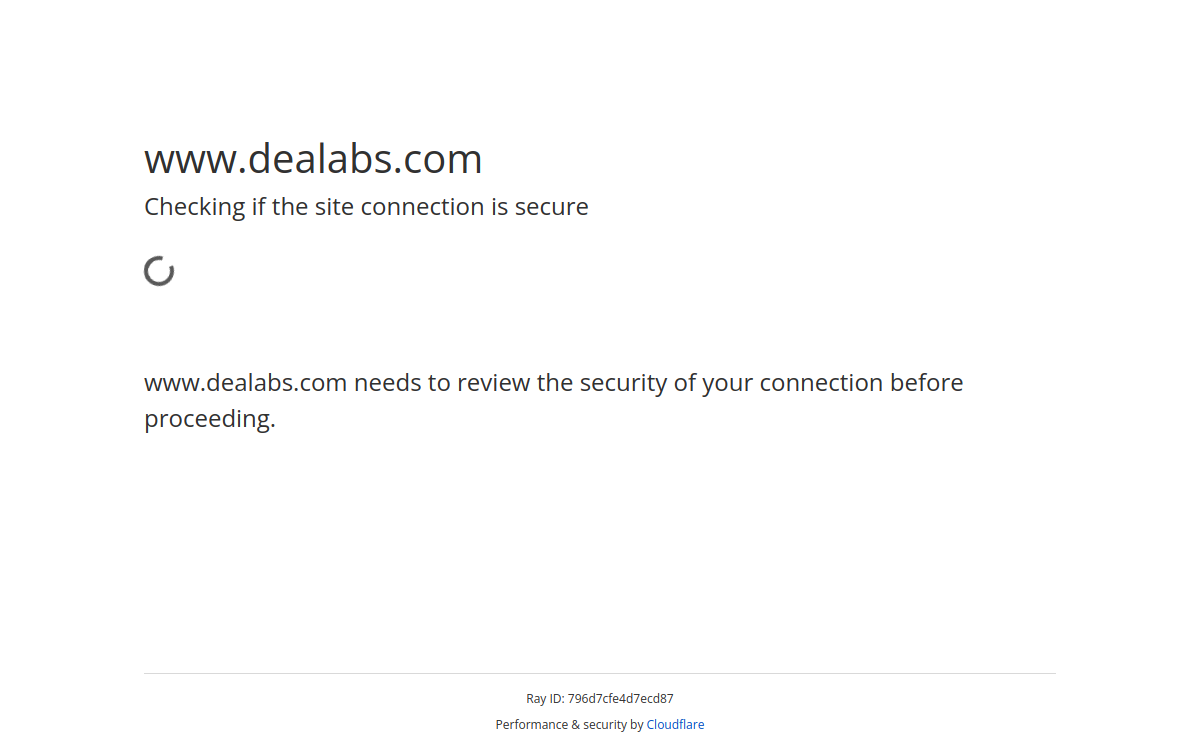 www.dealabs.com
Checking if the site connection is secure
www.dealabs.com needs to review the security of your connection before
proceeding.
Ray ID: 796d7cfe4d7ecd87
Performance & security by Cloudflare